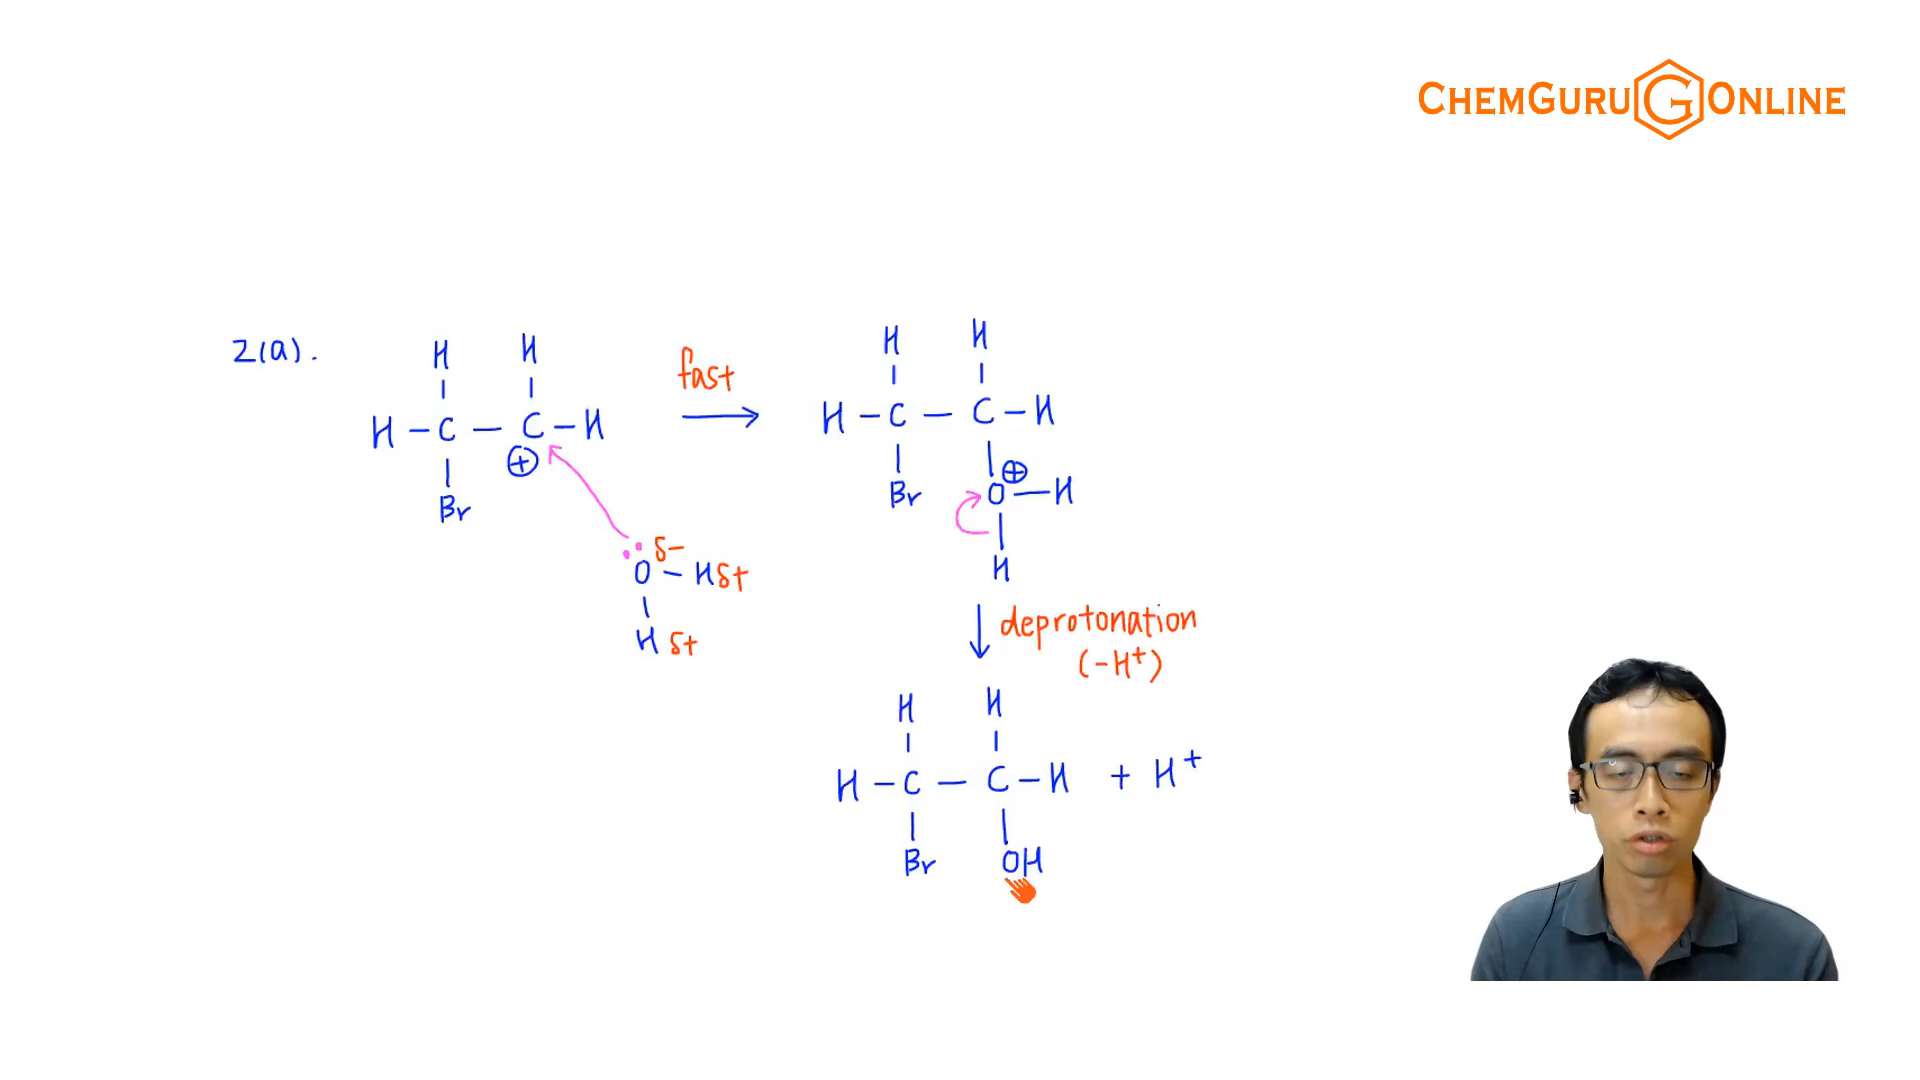 CHEMGURU G ONLINE
2(a).
H H
H – C – C – H
⊕
Br
fast
H H
H – C – C – H
⊕
Br O – H
H
δ–
O – H δ+
H δ+
deprotonation
(–H⁺)
H H
H – C – C – H + H⁺
Br OH